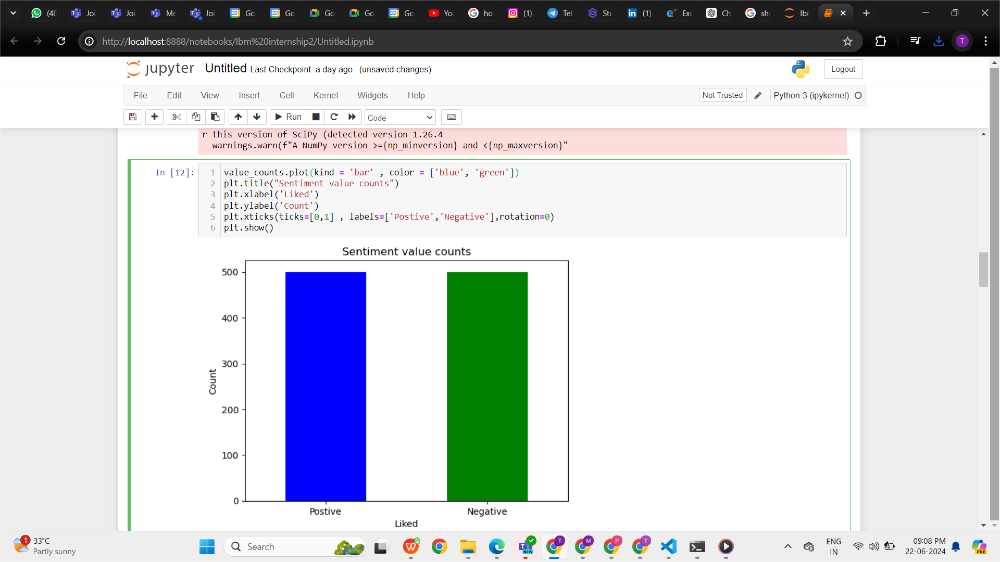 (40
Joi
Joi
Me
Joi
Go
Go
Go
Go
Go
You
ho
(1)
Tel
Stu
(1)
Exc
Ch
sh
Ibr
http://localhost:8888/notebooks/Ibm%20internship2/Untitled.ipynb
T
jupyter Untitled Last Checkpoint: a day ago (unsaved changes)
Logout
File Edit View Insert Cell Kernel Widgets Help
Not Trusted
Python 3 (ipykernel)
Run
Code
r this version of SciPy (detected version 1.26.4
warnings.warn(f"A NumPy version >={np_minversion} and <{np_maxversion}"
In [12]:
1 value_counts.plot(kind = 'bar' , color = ['blue', 'green'])
2 plt.title("Sentiment value counts")
3 plt.xlabel('Liked')
4 plt.ylabel('Count')
5 plt.xticks(ticks=[0,1] , labels=['Postive','Negative'],rotation=0)
6 plt.show()
Sentiment value counts
500
400
300
200
100
0
Count
Postive
Negative
Liked
1
33°C
Partly sunny
Search
NEW
T
M
P
T
ENG
IN
09:08 PM
22-06-2024
PRE